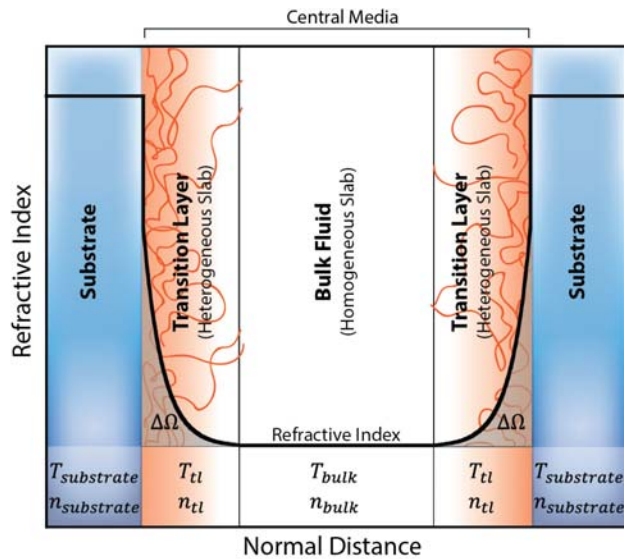 Central Media
Refractive Index
Substrate
Transition Layer
(Heterogeneous Slab)
Bulk Fluid
(Homogeneous Slab)
Transition Layer
(Heterogeneous Slab)
Substrate
ΔΩ
Refractive Index
ΔΩ
T_substrate T_tl T_bulk T_tl T_substrate
n_substrate n_tl n_bulk n_tl n_substrate
Normal Distance